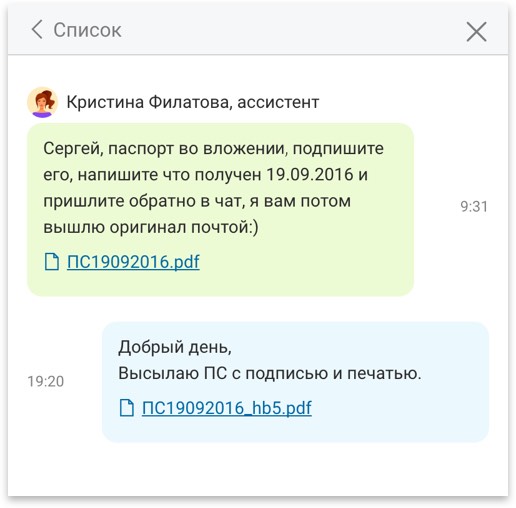 Список
Кристина Филатова, ассистент
Сергей, паспорт во вложении, подпишите
его, напишите что получен 19.09.2016 и
пришлите обратно в чат, я вам потом
вышлю оригинал почтой:)
9:31
ПС19092016.pdf
Добрый день,
Высылаю ПС с подписью и печатью.
19:20
ПС19092016_hb5.pdf